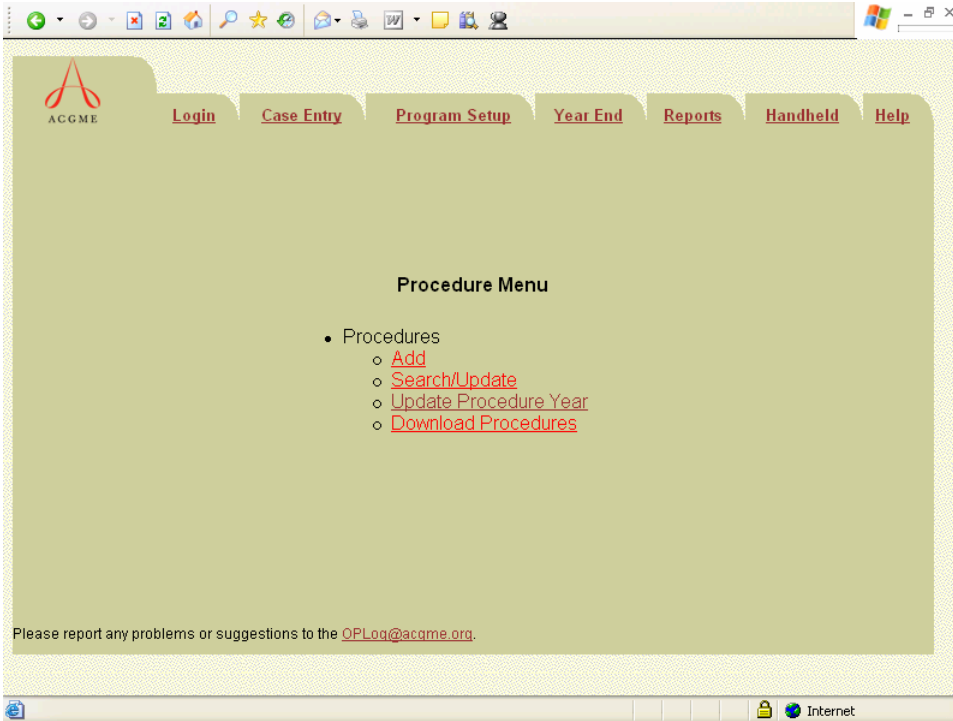 ACGME
Login Case Entry Program Setup Year End Reports Handheld Help
Procedure Menu
Procedures
Add
Search/Update
Update Procedure Year
Download Procedures
Please report any problems or suggestions to the OPLog@acgme.org.
Internet